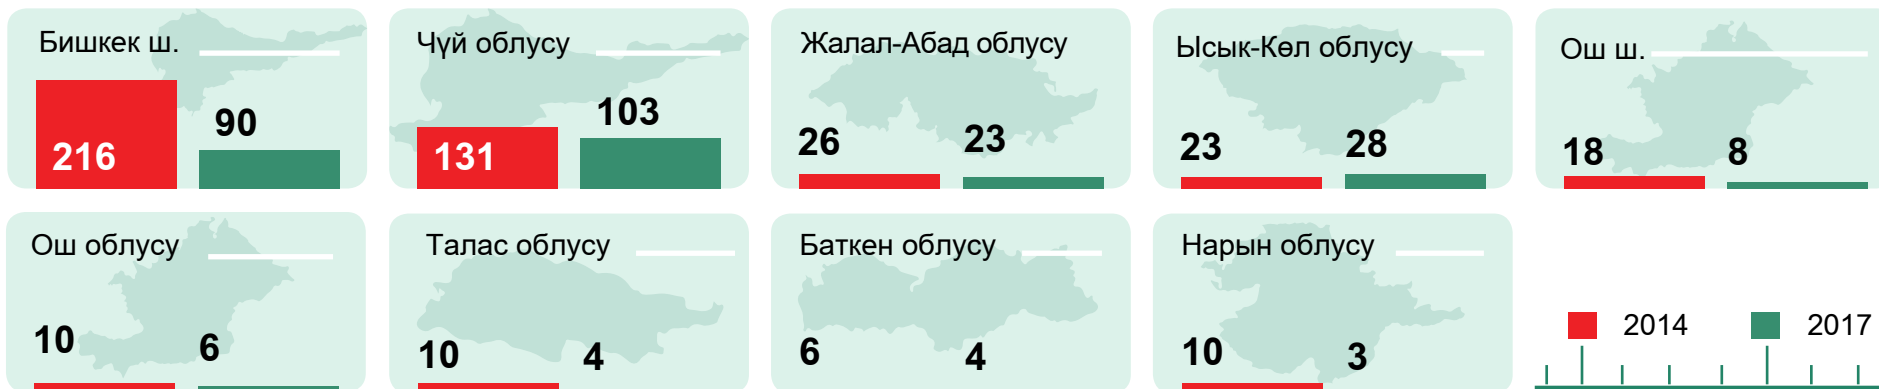 Бишкек ш.
216
90
Чүй облусу
131
103
Жалал-Абад облусу
26
23
Ысык-Көл облусу
23
28
Ош ш.
18
8
Ош облусу
10
6
Талас облусу
10
4
Баткен облусу
6
4
Нарын облусу
10
3
2014
2017